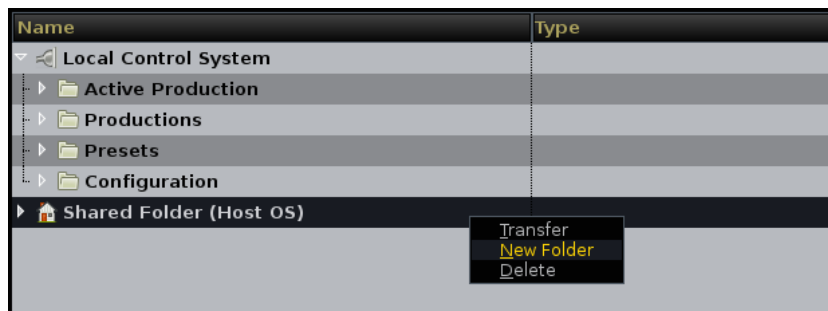 Name Type
Local Control System
Active Production
Productions
Presets
Configuration
Shared Folder (Host OS)
Transfer
New Folder
Delete